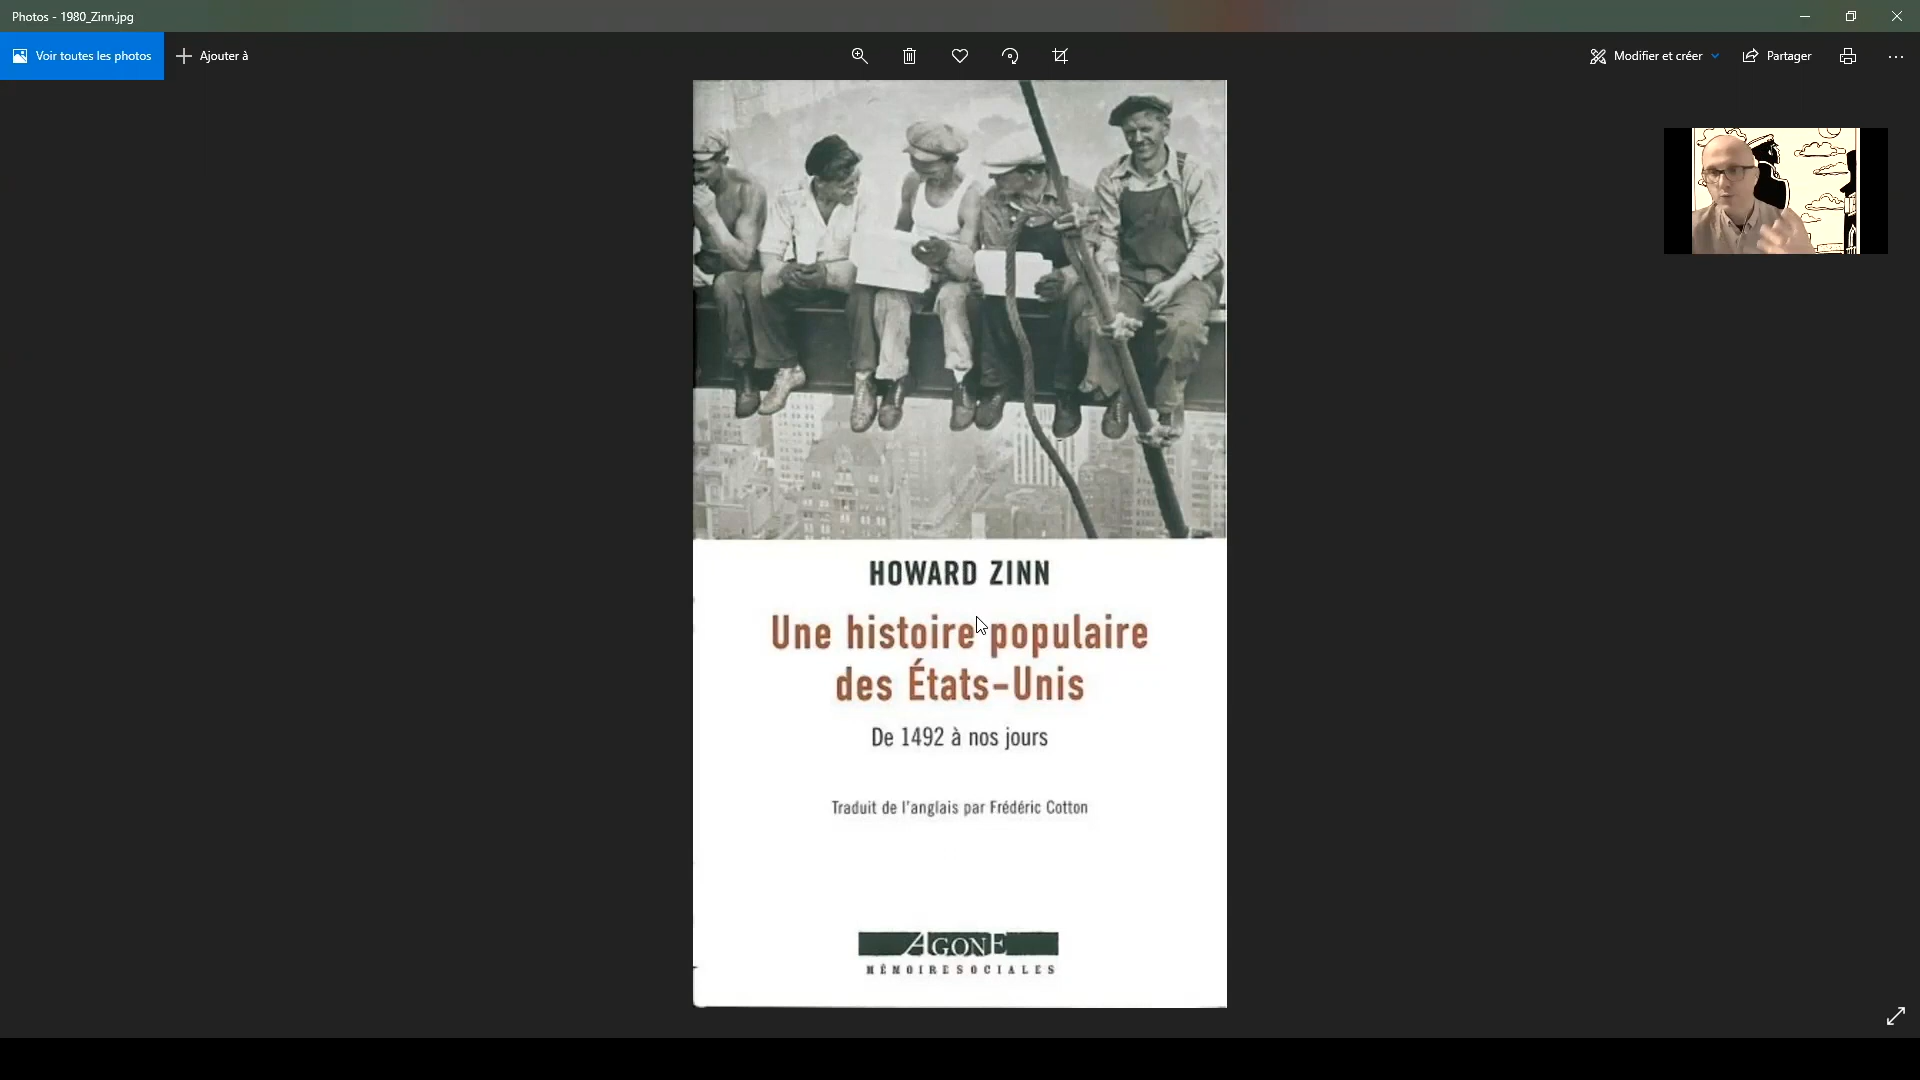 Photos - 1980_Zinn.jpg
Voir toutes les photos
Ajouter à
Modifier et créer
Partager
HOWARD ZINN
Une histoire populaire
des États-Unis
De 1492 à nos jours
Traduit de l'anglais par Frédéric Cotton
AGONE
MÉMOIRES SOCIALES